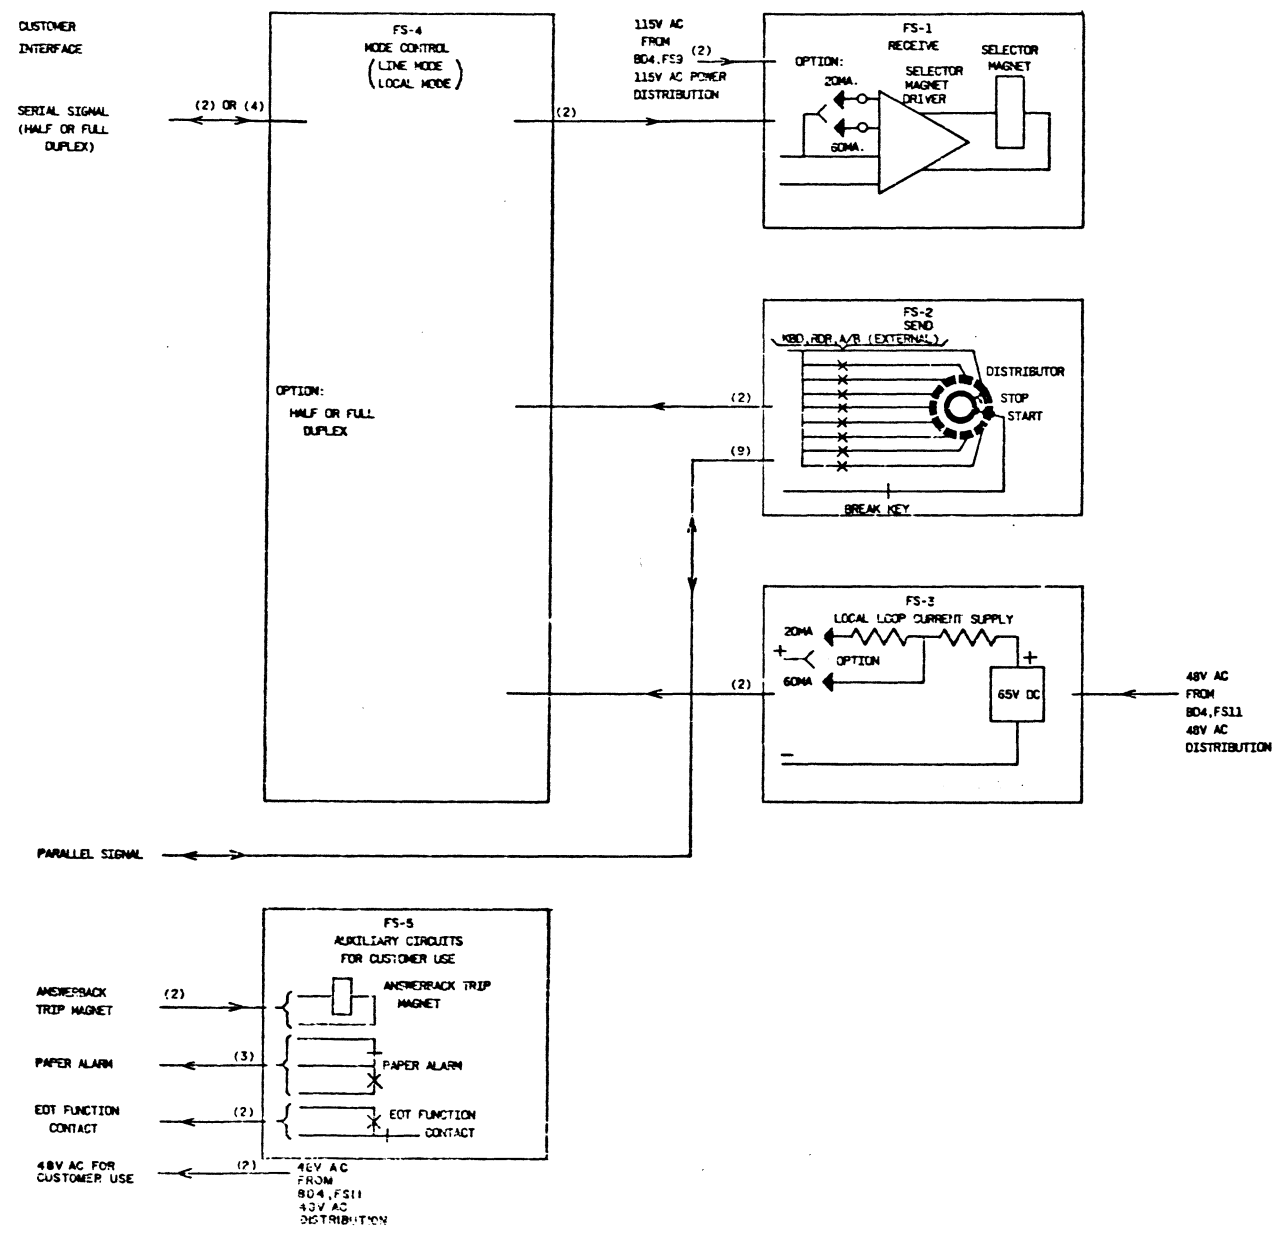 CUSTOMER
INTERFACE
SERIAL SIGNAL
(HALF OR FULL
DUPLEX)
(2) OR (4)
FS-4
MODE CONTROL
(LINE MODE
LOCAL MODE)
OPTION:
HALF OR FULL
DUPLEX
(2)
115V AC
FROM
BD4,FS9 (2)
115V AC POWER
DISTRIBUTION
FS-1
RECEIVE
OPTION:
20MA.
60MA.
SELECTOR
MAGNET
DRIVER
SELECTOR
MAGNET
FS-2
SEND
KBD,RDR,A/B (EXTERNAL)
DISTRIBUTOR
STOP
START
BREAK KEY
(2)
(9)
FS-3
LOCAL LOOP CURRENT SUPPLY
20MA
+
OPTION
60MA
+
65V DC
-
(2)
48V AC
FROM
BD4,FS11
48V AC
DISTRIBUTION
PARALLEL SIGNAL
FS-5
AUXILIARY CIRCUITS
FOR CUSTOMER USE
ANSWERBACK
TRIP MAGNET
(2)
ANSWERBACK TRIP
MAGNET
PAPER ALARM
(3)
PAPER ALARM
EOT FUNCTION
CONTACT
(2)
EOT FUNCTION
CONTACT
48V AC FOR
CUSTOMER USE
(2)
48V AC
FROM
BD4,FS11
48V AC
DISTRIBUTION